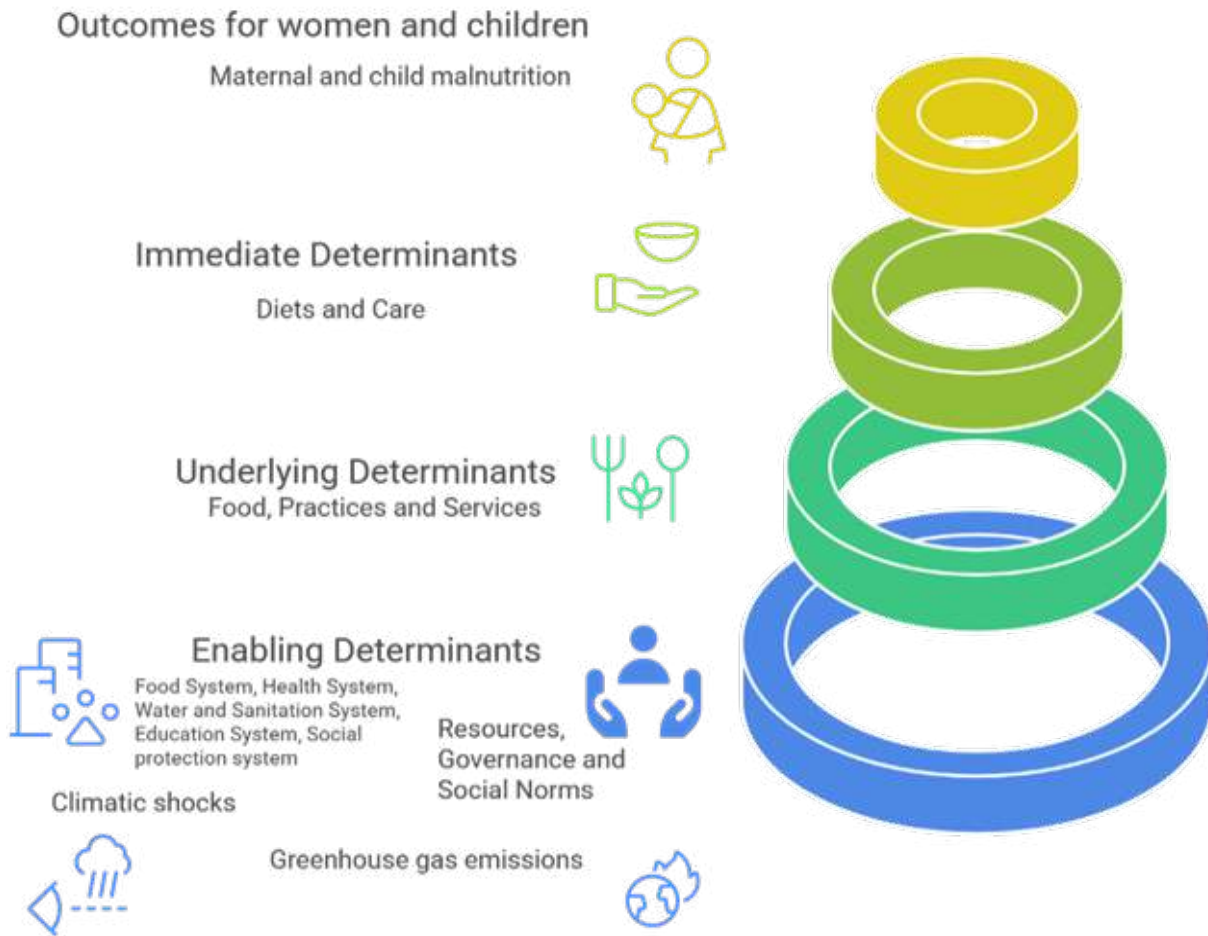 Outcomes for women and children
Maternal and child malnutrition
Immediate Determinants
Diets and Care
Underlying Determinants
Food, Practices and Services
Enabling Determinants
Food System, Health System,
Water and Sanitation System,
Education System, Social
protection system
Resources,
Governance and
Social Norms
Climatic shocks
Greenhouse gas emissions